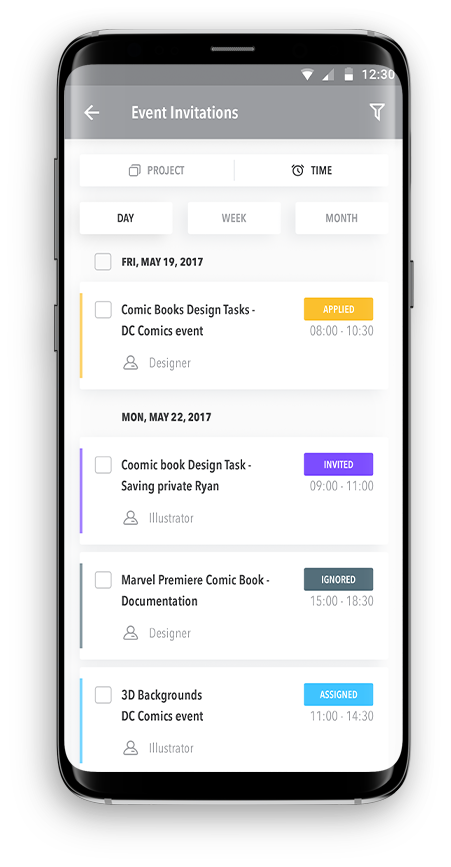 12:30
Event Invitations
PROJECT
TIME
DAY
WEEK
MONTH
FRI, MAY 19, 2017
Comic Books Design Tasks -
APPLIED
DC Comics event
08:00 - 10:30
Designer
MON, MAY 22, 2017
Coomic book Design Task -
INVITED
Saving private Ryan
09:00 - 11:00
Illustrator
Marvel Premiere Comic Book -
IGNORED
Documentation
15:00 - 18:30
Designer
3D Backgrounds
ASSIGNED
DC Comics event
11:00 - 14:30
Illustrator